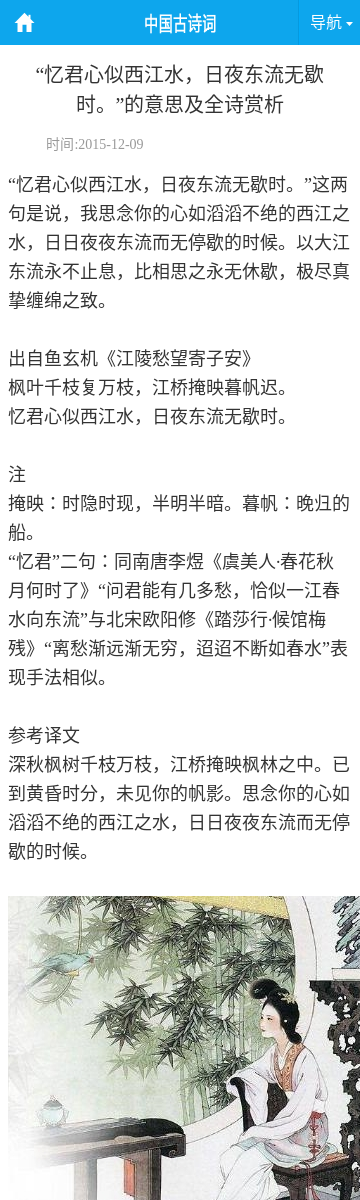 中国古诗词
导航
“忆君心似西江水，日夜东流无歇
时。”的意思及全诗赏析
时间:2015-12-09
“忆君心似西江水，日夜东流无歇时。”这两
句是说，我思念你的心如滔滔不绝的西江之
水，日日夜夜东流而无停歇的时候。以大江
东流永不止息，比相思之永无休歇，极尽真
挚缠绵之致。
出自鱼玄机《江陵愁望寄子安》
枫叶千枝复万枝，江桥掩映暮帆迟。
忆君心似西江水，日夜东流无歇时。
注
掩映：时隐时现，半明半暗。暮帆：晚归的
船。
“忆君”二句：同南唐李煜《虞美人·春花秋
月何时了》“问君能有几多愁，恰似一江春
水向东流”与北宋欧阳修《踏莎行·候馆梅
残》“离愁渐远渐无穷，迢迢不断如春水”表
现手法相似。
参考译文
深秋枫树千枝万枝，江桥掩映枫林之中。已
到黄昏时分，未见你的帆影。思念你的心如
滔滔不绝的西江之水，日日夜夜东流而无停
歇的时候。